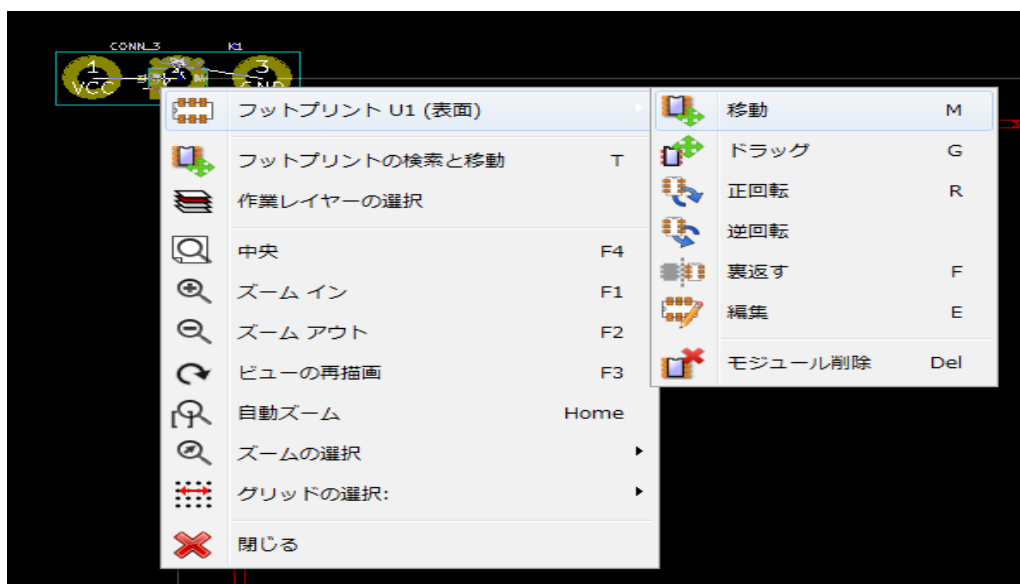 CONN_3 K1
1 3
VCC GND
フットプリント U1 (表面)
フットプリントの検索と移動 T
作業レイヤーの選択
中央 F4
ズーム イン F1
ズーム アウト F2
ビューの再描画 F3
自動ズーム Home
ズームの選択
グリッドの選択:
閉じる
移動 M
ドラッグ G
正回転 R
逆回転
裏返す F
編集 E
モジュール削除 Del